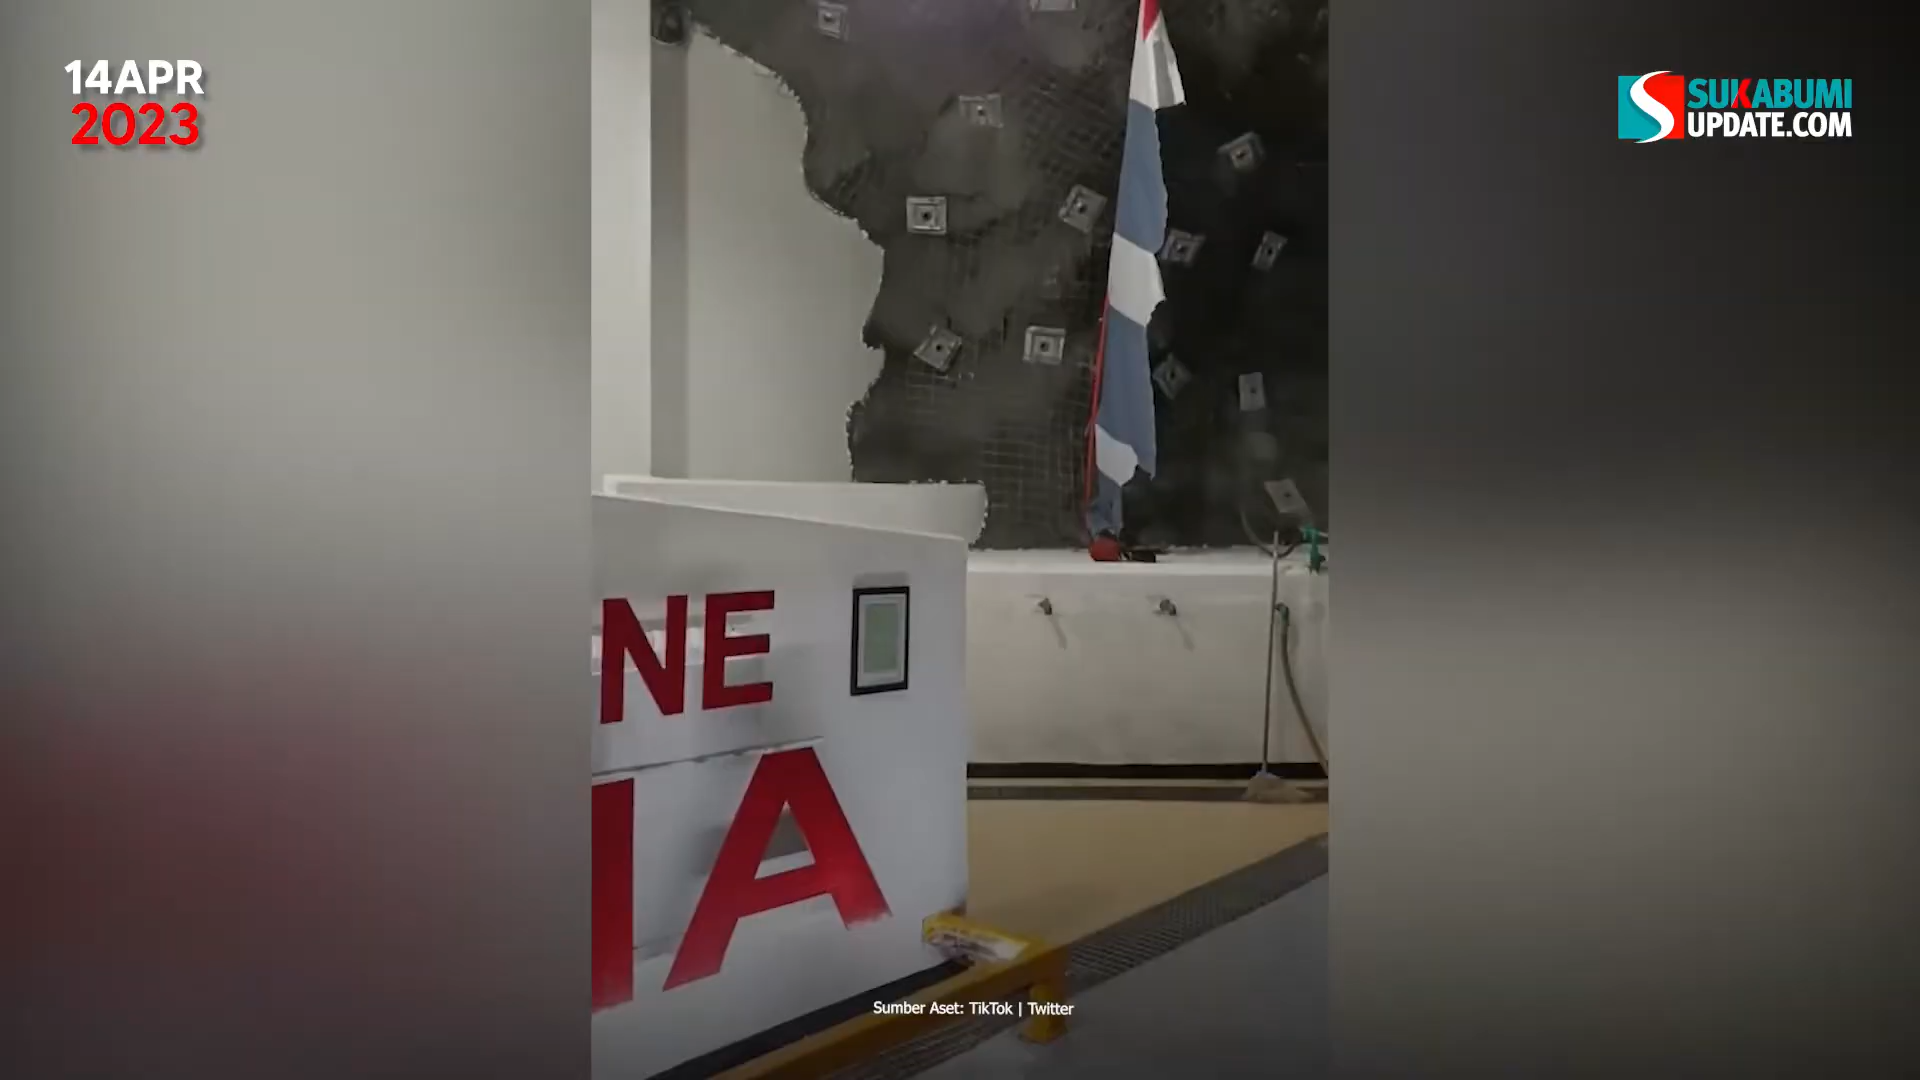 14APR
2023
SUKABUMI
UPDATE.COM
NE
IA
Sumber Aset: TikTok | Twitter